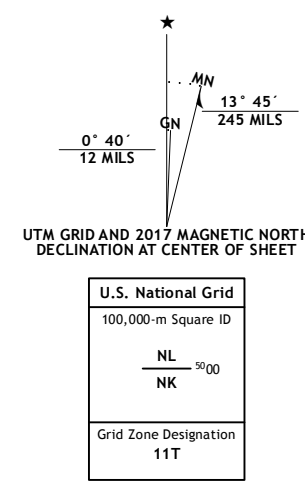 ★
MN
GN
13° 45´
245 MILS
0° 40´
12 MILS
UTM GRID AND 2017 MAGNETIC NORTH
DECLINATION AT CENTER OF SHEET
U.S. National Grid
100,000-m Square ID
NL
5000
NK
Grid Zone Designation
11T